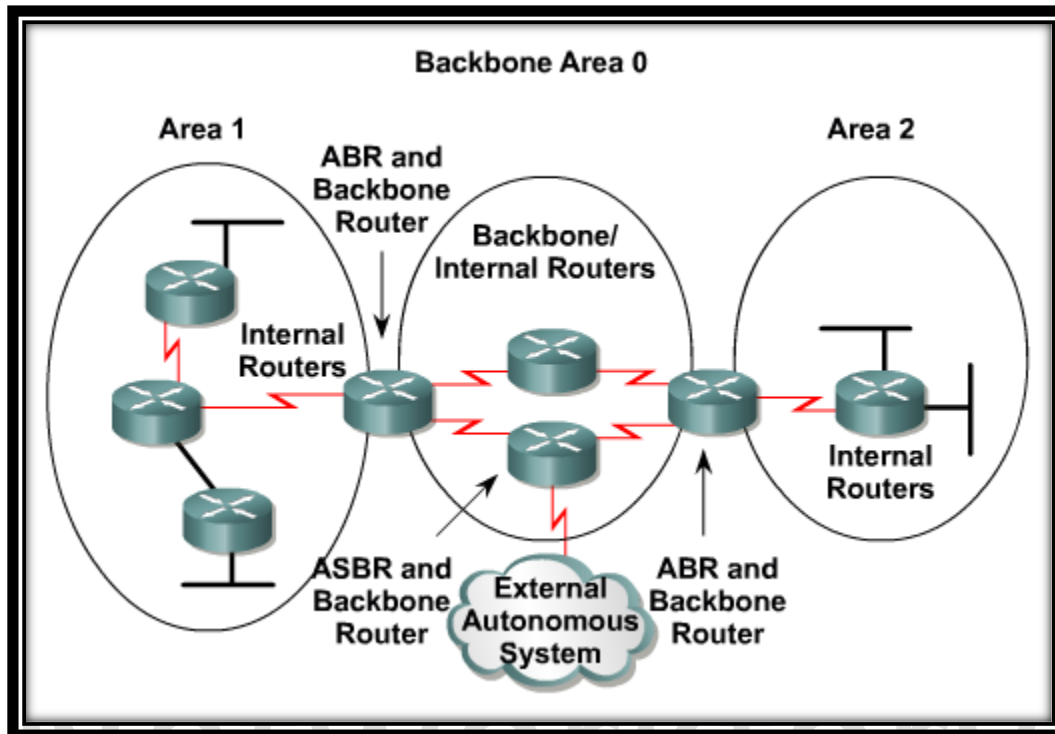 Backbone Area 0
Area 1
Area 2
ABR and
Backbone
Router
Backbone/
Internal Routers
Internal
Routers
Internal
Routers
ASBR and
Backbone
Router
External
Autonomous
System
ABR and
Backbone
Router